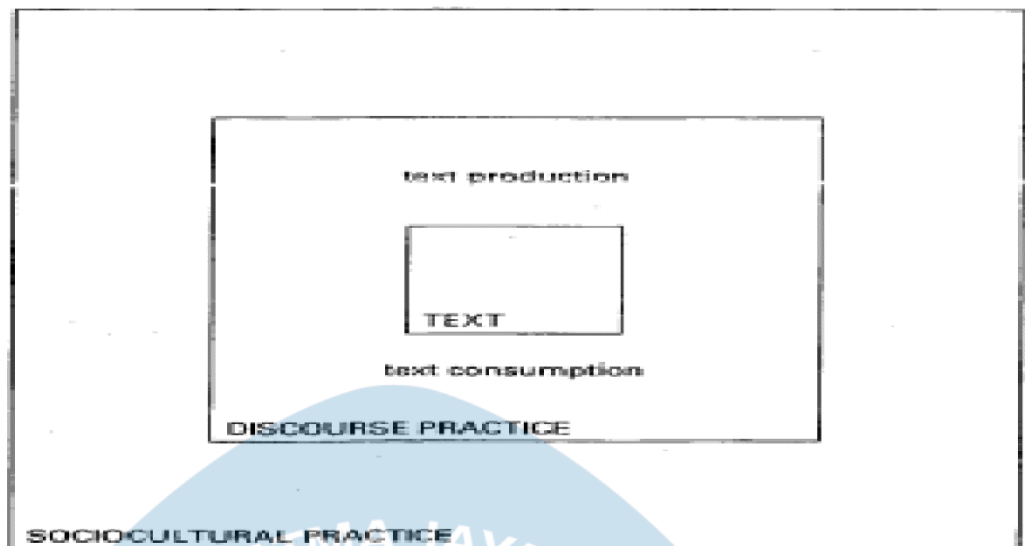 text production
TEXT
text consumption
DISCOURSE PRACTICE
SOCIOCULTURAL PRACTICE